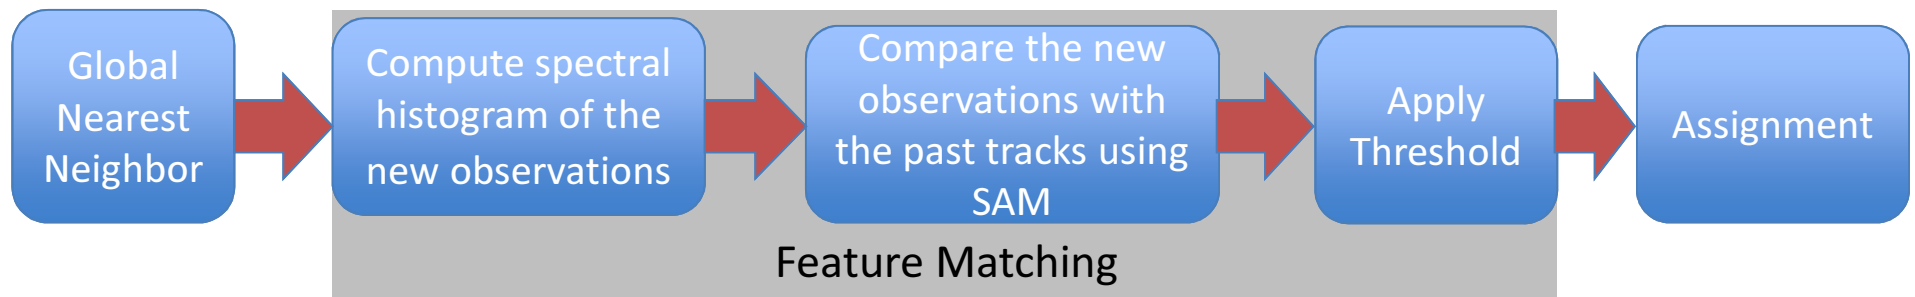 Global
Nearest
Neighbor
Compute spectral
histogram of the
new observations
Compare the new
observations with
the past tracks using
SAM
Apply
Threshold
Assignment
Feature Matching